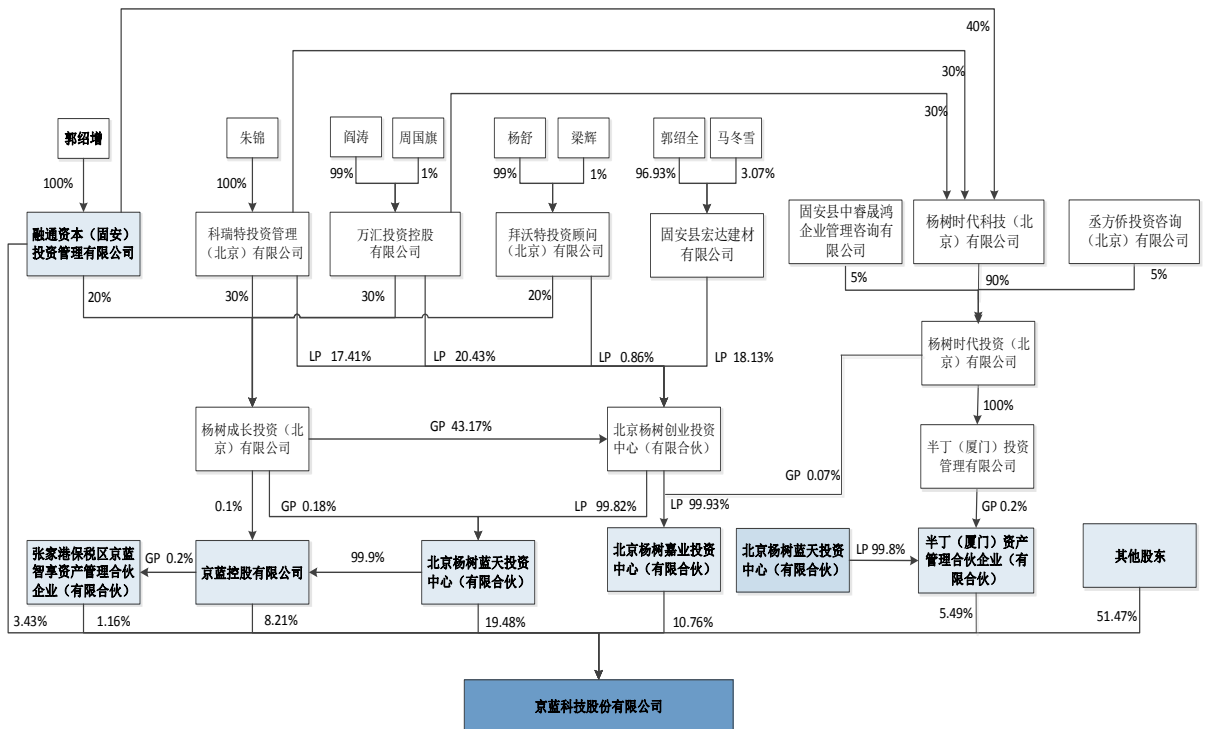 40%
30%
30%
郭绍增
朱锦
阎涛
周国旗
杨舒
梁辉
郭绍全
马冬雪
100%
100%
99%
1%
99%
1%
96.93%
3.07%
融通资本（固安）
投资管理有限公司
科瑞特投资管理
（北京）有限公司
万汇投资控股
有限公司
拜沃特投资顾问
（北京）有限公司
固安县宏达建材
有限公司
固安县中睿晟鸿
企业管理咨询有
限公司
杨树时代科技（北
京）有限公司
丞方侨投资咨询
（北京）有限公司
20%
30%
30%
20%
5%
90%
5%
LP 17.41%
LP 20.43%
LP 0.86%
LP 18.13%
杨树时代投资（北
京）有限公司
100%
杨树成长投资（北
京）有限公司
GP 43.17%
北京杨树创业投资
中心（有限合伙）
半丁（厦门）投资
管理有限公司
GP 0.07%
0.1%
GP 0.18%
LP 99.82%
LP 99.93%
GP 0.2%
张家港保税区京蓝
智享资产管理合伙
企业（有限合伙）
GP 0.2%
京蓝控股有限公司
99.9%
北京杨树蓝天投资
中心（有限合伙）
北京杨树嘉业投资
中心（有限合伙）
北京杨树蓝天投资
中心（有限合伙）
LP 99.8%
半丁（厦门）资产
管理合伙企业（有
限合伙）
其他股东
3.43%
1.16%
8.21%
19.48%
10.76%
5.49%
51.47%
京蓝科技股份有限公司